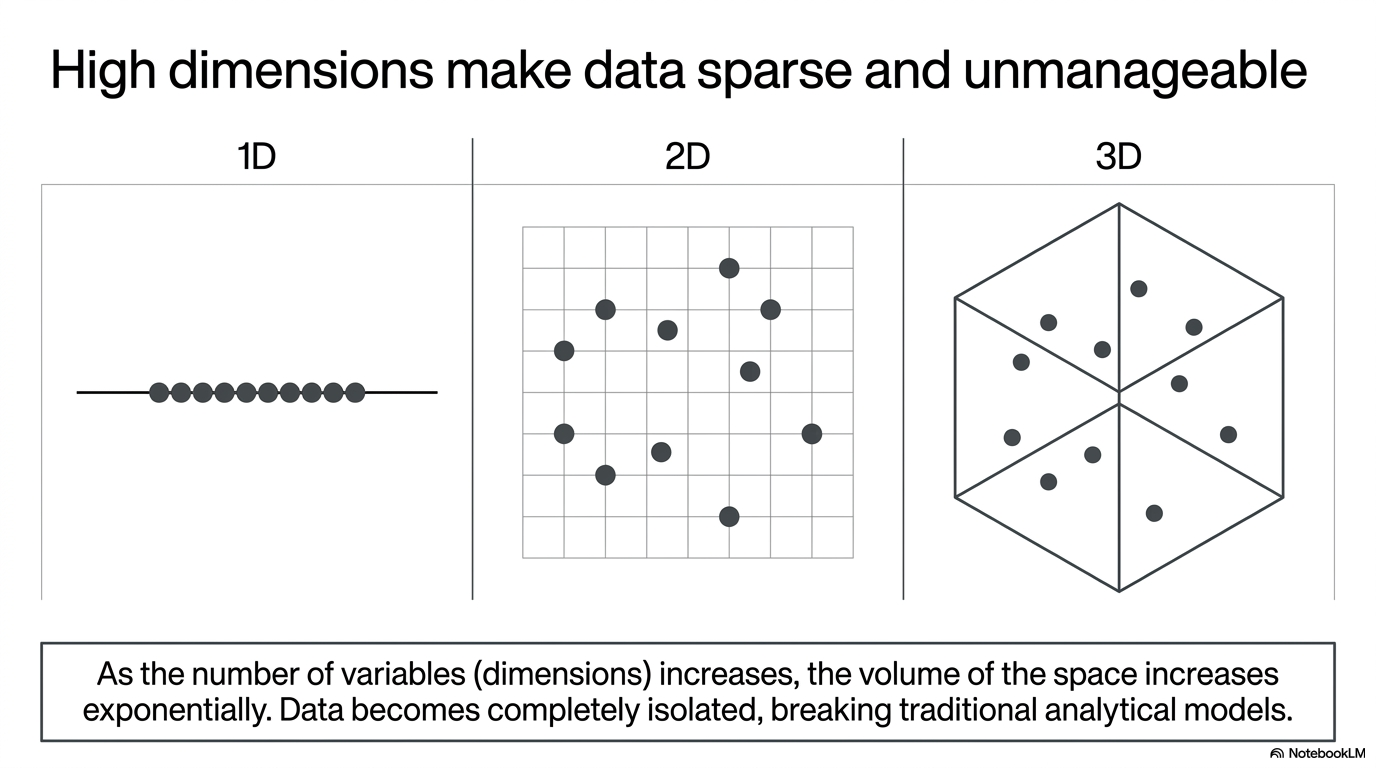 High dimensions make data sparse and unmanageable
1D
2D
3D
As the number of variables (dimensions) increases, the volume of the space increases
exponentially. Data becomes completely isolated, breaking traditional analytical models.
NotebookLM